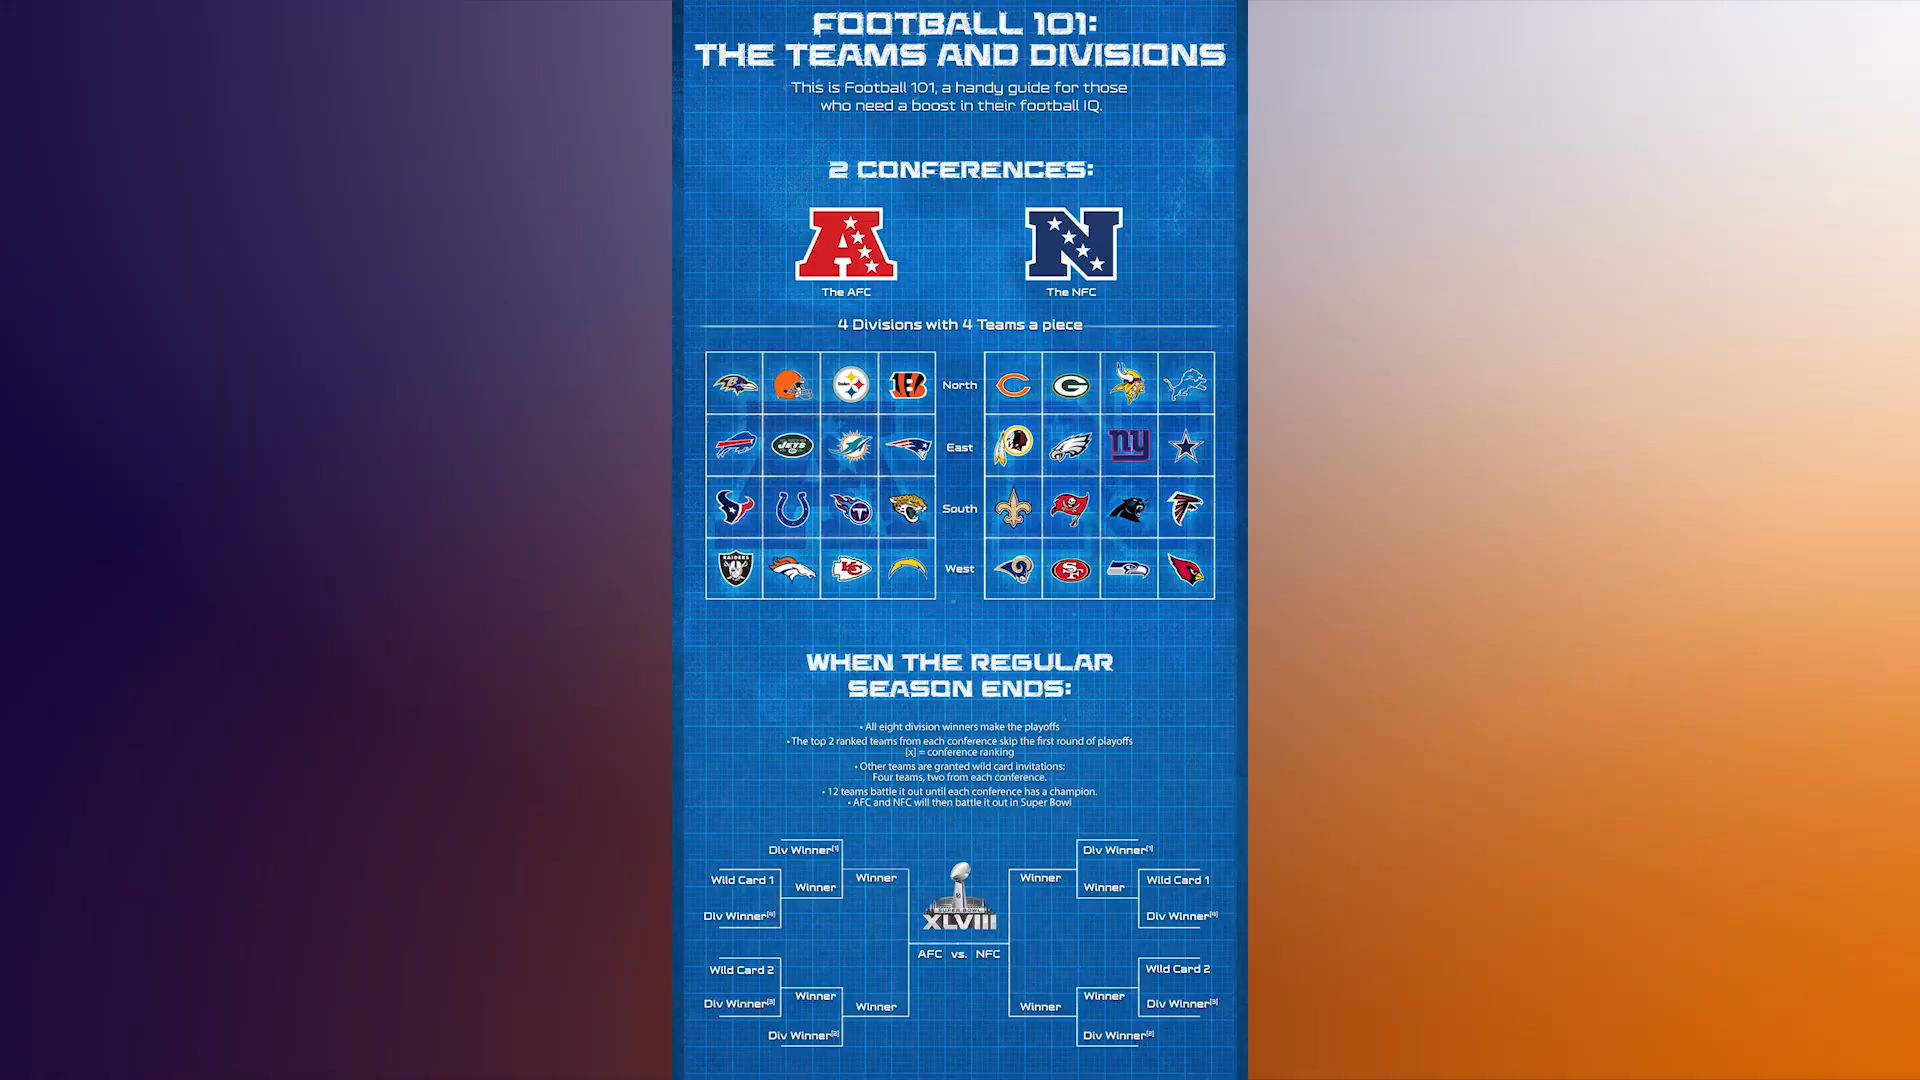 FOOTBALL 101:
THE TEAMS AND DIVISIONS
This is Football 101, a handy guide for those
who need a boost in their football IQ.
2 CONFERENCES:
The AFC
The NFC
4 Divisions with 4 Teams a piece
North
East
JETS
ny
South
T
West
RAIDERS
KC
SF
WHEN THE REGULAR
SEASON ENDS:
• All eight division winners make the playoffs
• The top 2 ranked teams from each conference skip the first round of playoffs
[x] = conference ranking
• Other teams are granted wild card invitations:
Four teams, two from each conference.
• 12 teams battle it out until each conference has a champion.
• AFC and NFC will then battle it out in Super Bowl
Div Winner[1]
Wild Card 1
Winner
Winner
Div Winner[4]
Wild Card 2
Div Winner[3]
Winner
Winner
Div Winner[2]
SUPER BOWL
XLVIII
AFC vs. NFC
Div Winner[1]
Winner
Winner
Wild Card 1
Div Winner[4]
Wild Card 2
Winner
Winner
Div Winner[3]
Div Winner[2]